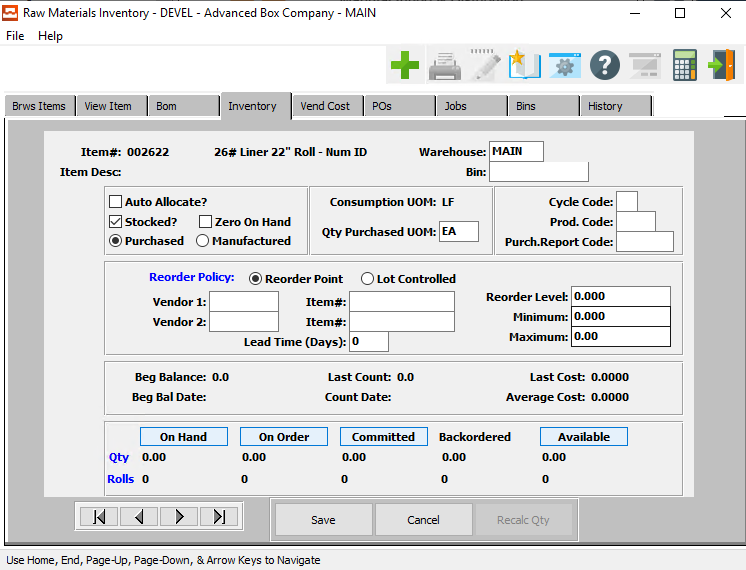 Raw Materials Inventory - DEVEL - Advanced Box Company - MAIN
File Help
Brws Items View Item Bom Inventory Vend Cost POs Jobs Bins History
Item#: 002622 26# Liner 22" Roll - Num ID Warehouse: MAIN
Item Desc: Bin:
Auto Allocate? Consumption UOM: LF Cycle Code:
Stocked? Zero On Hand Qty Purchased UOM: EA Prod. Code:
Purchased Manufactured Purch.Report Code:
Reorder Policy: Reorder Point Lot Controlled
Vendor 1: Item#: Reorder Level: 0.000
Vendor 2: Item#: Minimum: 0.000
Lead Time (Days): 0 Maximum: 0.00
Beg Balance: 0.0 Last Count: 0.0 Last Cost: 0.0000
Beg Bal Date: Count Date: Average Cost: 0.0000
On Hand On Order Committed Backordered Available
Qty 0.00 0.00 0.00 0.00 0.00
Rolls 0 0 0 0 0
Save Cancel Recalc Qty
Use Home, End, Page-Up, Page-Down, & Arrow Keys to Navigate